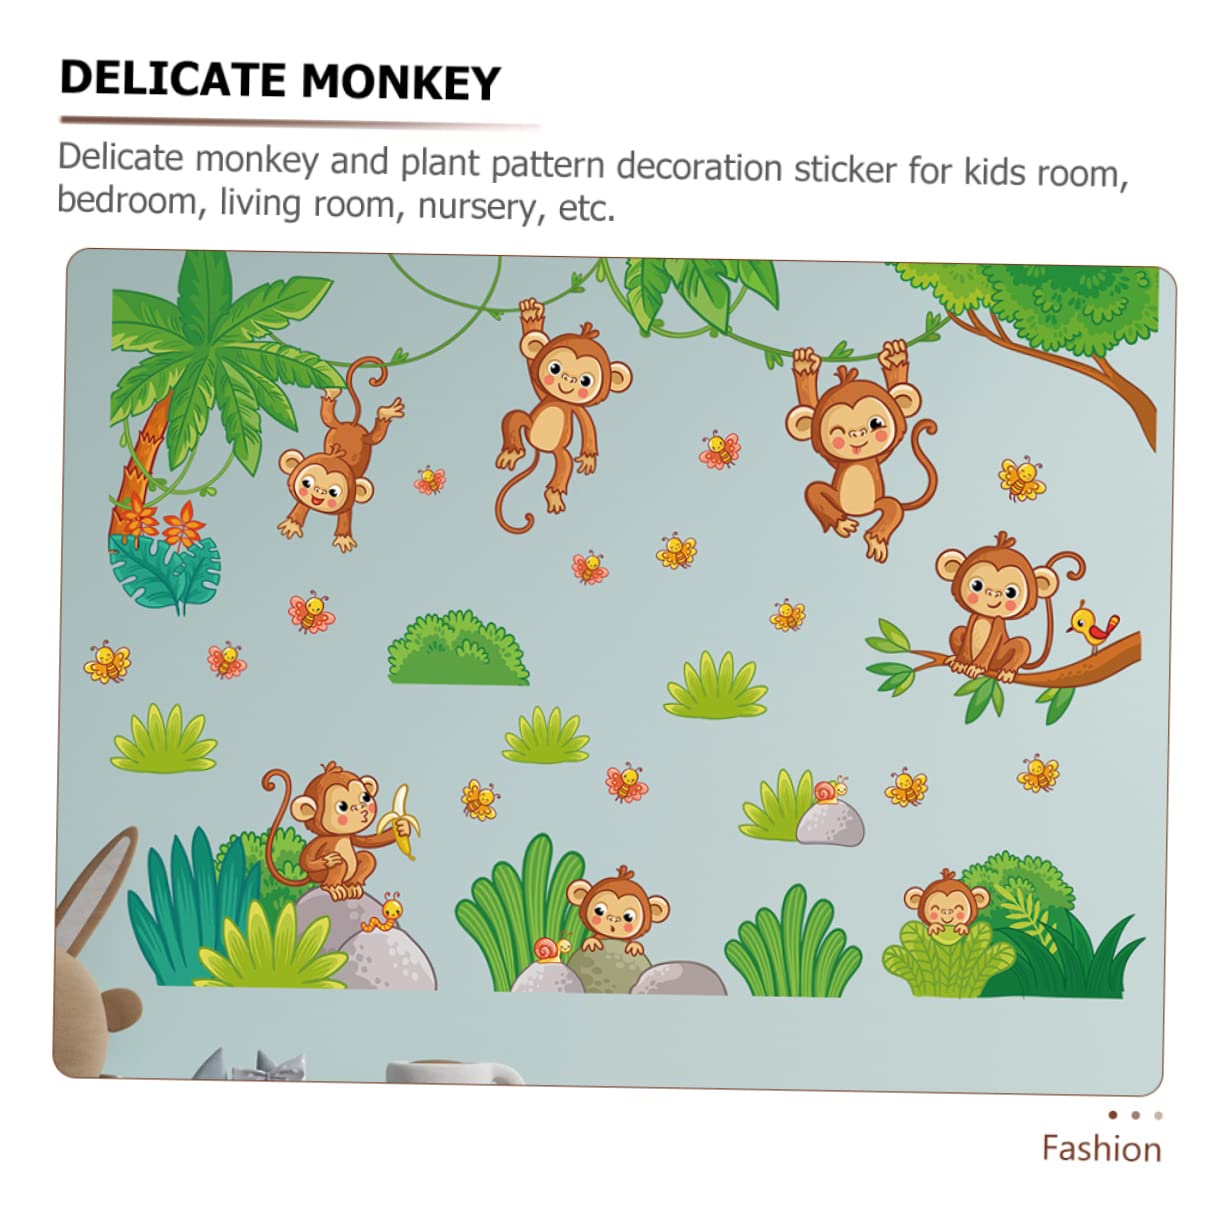 DELICATE MONKEY
Delicate monkey and plant pattern decoration sticker for kids room,
bedroom, living room, nursery, etc.
Fashion